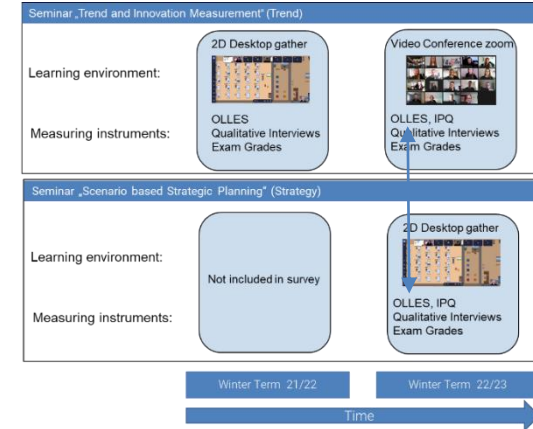 Seminar „Trend and Innovation Measurement“ (Trend)
2D Desktop gather
Video Conference zoom
Learning environment:
Measuring instruments:
OLLES
Qualitative Interviews
Exam Grades
OLLES, IPQ
Qualitative Interviews
Exam Grades
Seminar „Scenario based Strategic Planning“ (Strategy)
2D Desktop gather
Learning environment:
Not included in survey
Measuring instruments:
OLLES, IPQ
Qualitative Interviews
Exam Grades
Winter Term 21/22
Winter Term 22/23
Time